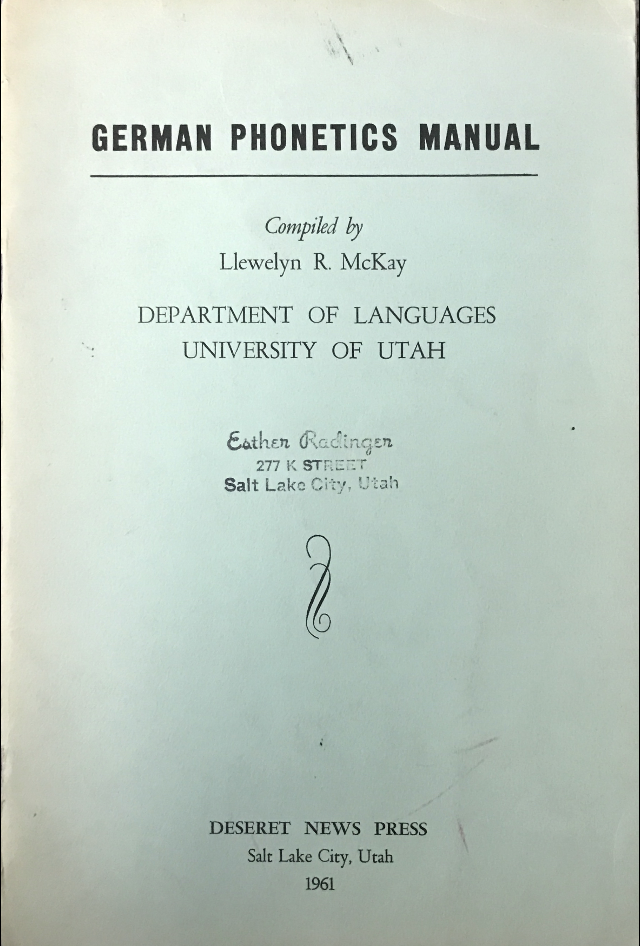 GERMAN PHONETICS MANUAL
Compiled by
Llewelyn R. McKay
DEPARTMENT OF LANGUAGES
UNIVERSITY OF UTAH
Esther Radinger
277 K STREET
Salt Lake City, Utah
DESERET NEWS PRESS
Salt Lake City, Utah
1961